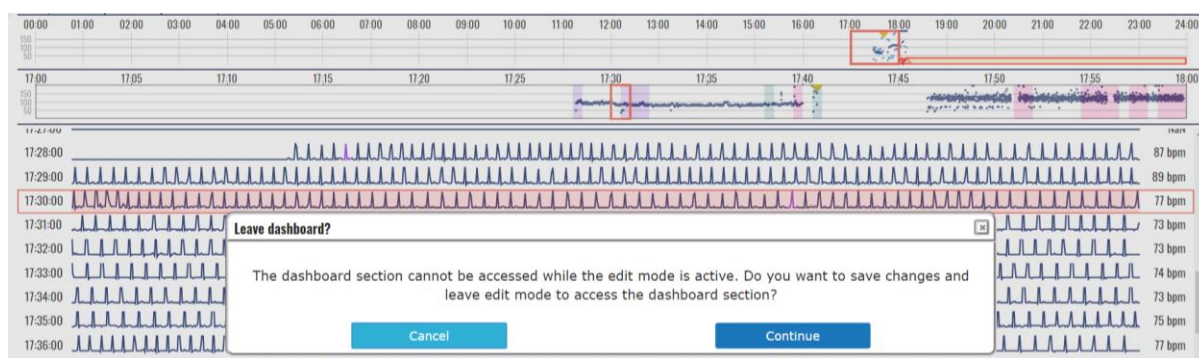 00:00 01:00 02:00 03:00 04:00 05:00 06:00 07:00 08:00 09:00 10:00 11:00 12:00 13:00 14:00 15:00 16:00 17:00 18:00 19:00 20:00 21:00 22:00 23:00 24:00
150
100
50
17:00 17:05 17:10 17:15 17:20 17:25 17:30 17:35 17:40 17:45 17:50 17:55 18:00
150
100
50
17:27:00 NaN
17:28:00 87 bpm
17:29:00 89 bpm
17:30:00 77 bpm
17:31:00 73 bpm
Leave dashboard?
17:32:00 73 bpm
The dashboard section cannot be accessed while the edit mode is active. Do you want to save changes and
17:33:00 74 bpm
leave edit mode to access the dashboard section?
17:34:00 73 bpm
17:35:00 75 bpm
Cancel Continue
17:36:00 77 bpm